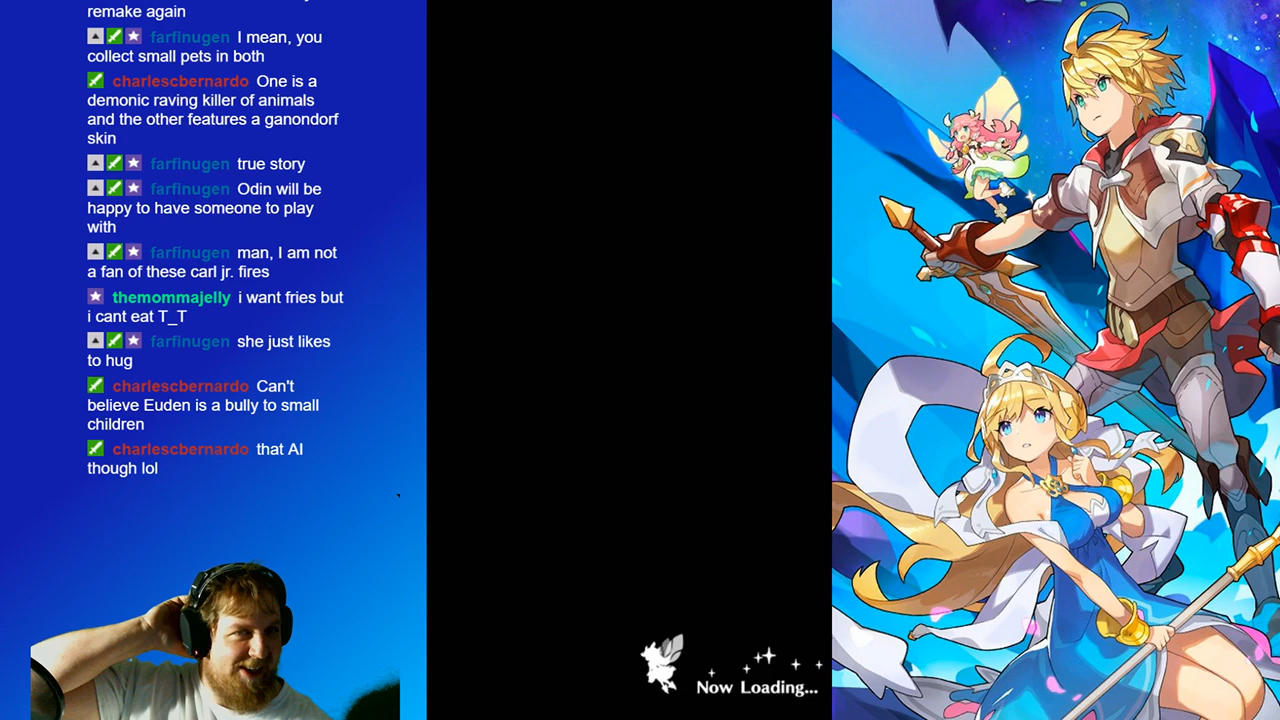 remake again
farfinugen I mean, you
collect small pets in both
charlescbernardo One is a
demonic raving killer of animals
and the other features a ganondorf
skin
farfinugen true story
farfinugen Odin will be
happy to have someone to play
with
farfinugen man, I am not
a fan of these carl jr. fires
themommajelly i want fries but
i cant eat T_T
farfinugen she just likes
to hug
charlescbernardo Can't
believe Euden is a bully to small
children
charlescbernardo that AI
though lol
Now Loading...